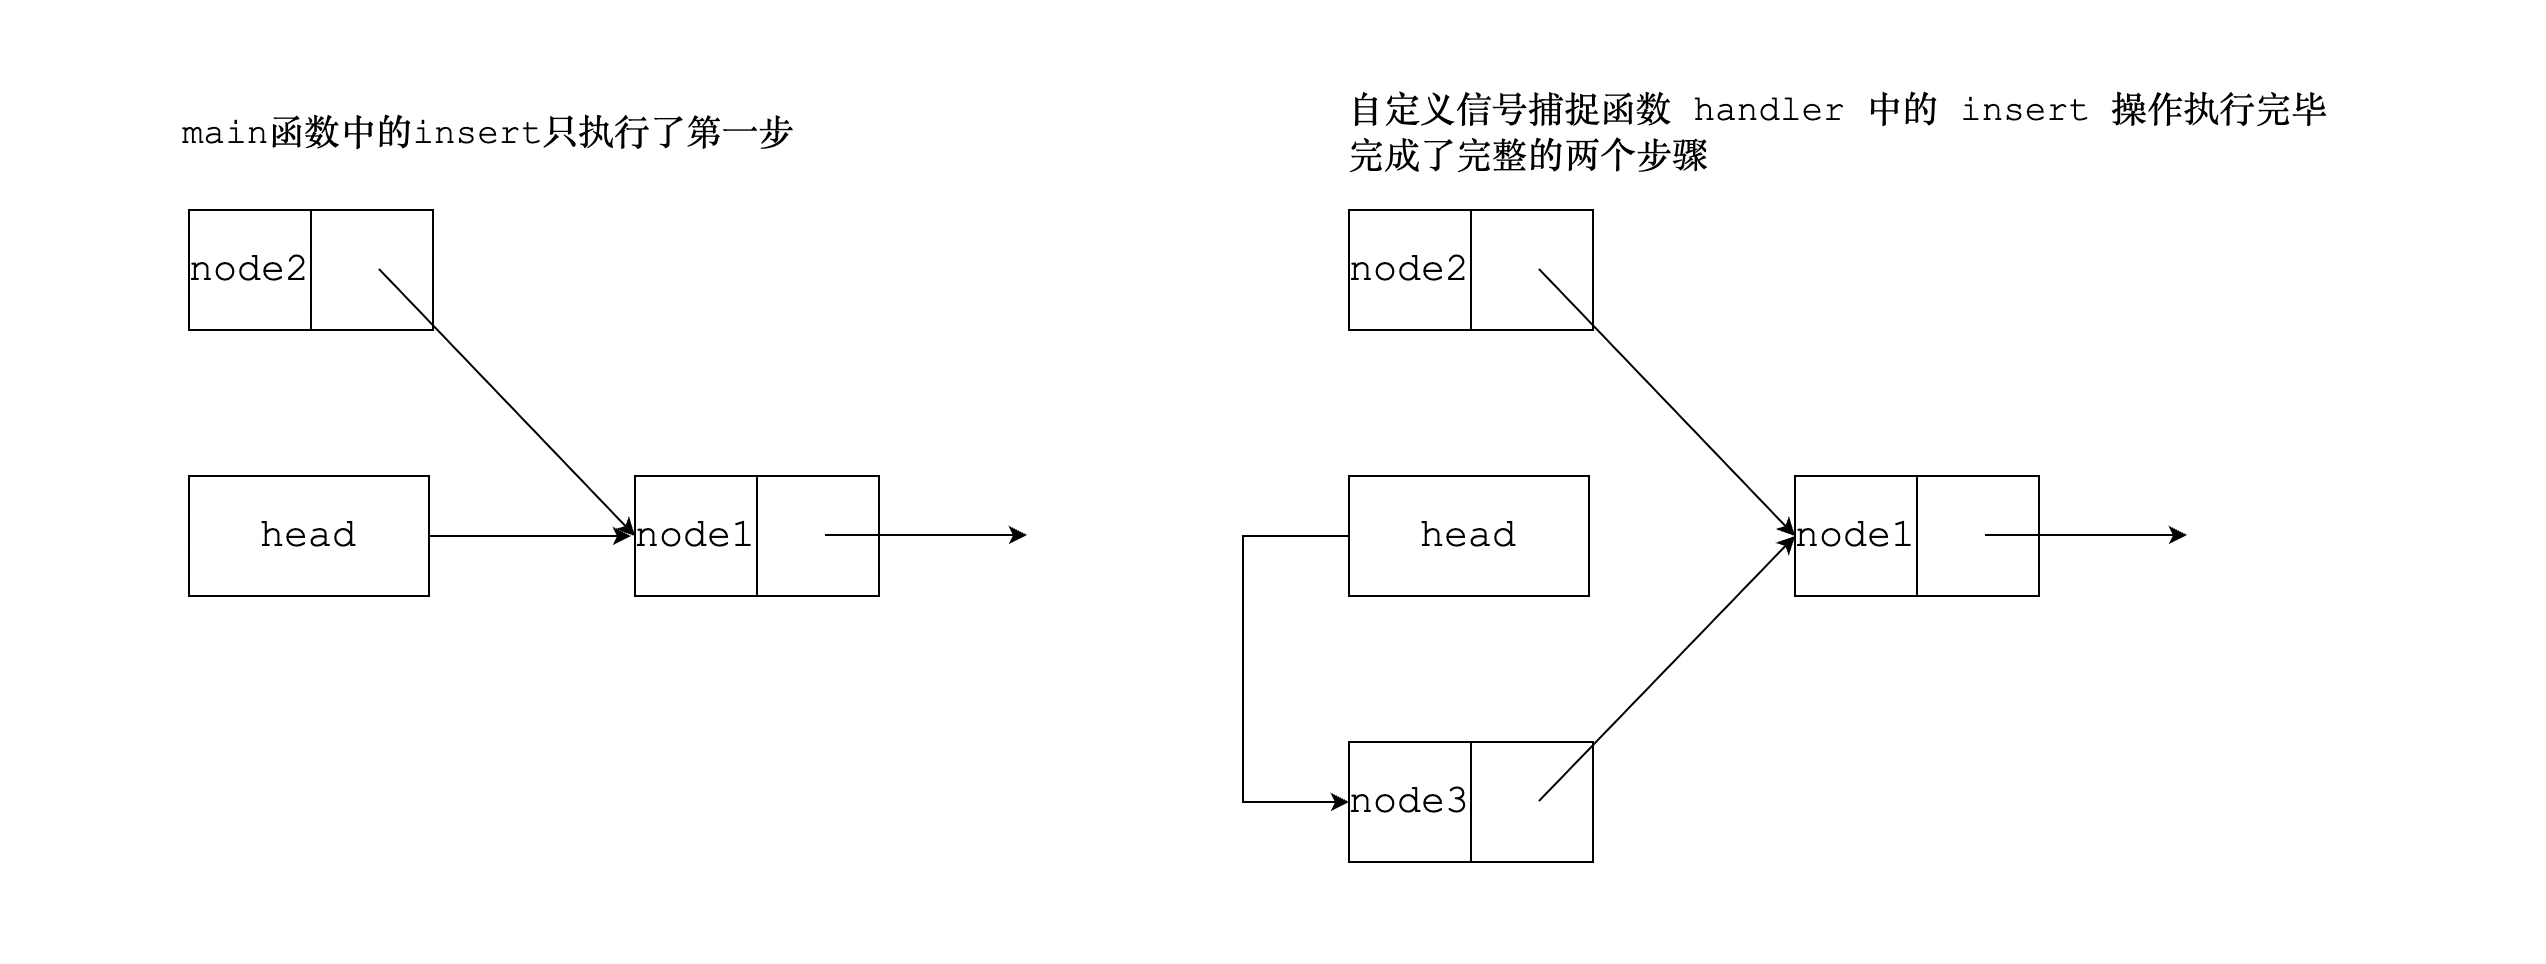 main函数中的insert只执行了第一步
node2
head
node1
自定义信号捕捉函数 handler 中的 insert 操作执行完毕
完成了完整的两个步骤
node2
head
node1
node3